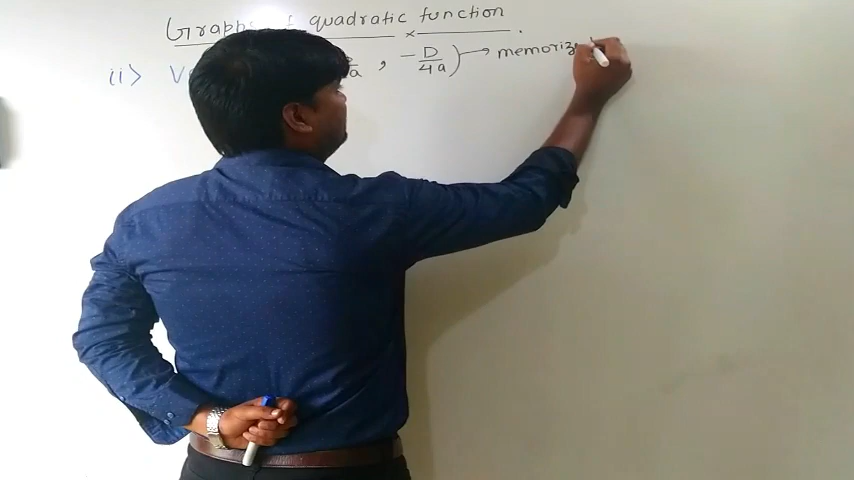 Graphs of quadratic function
ii> /a , -D/4a) → memorize